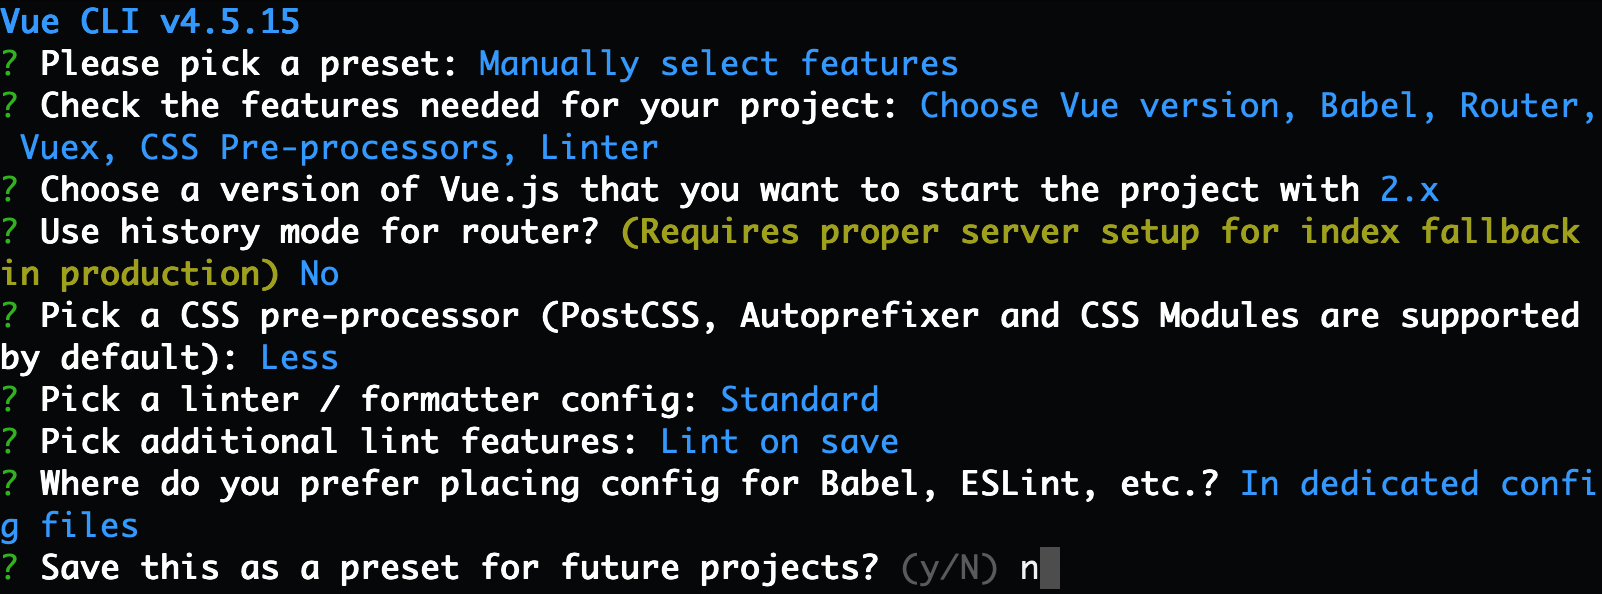 Vue CLI v4.5.15
? Please pick a preset: Manually select features
? Check the features needed for your project: Choose Vue version, Babel, Router,
 Vuex, CSS Pre-processors, Linter
? Choose a version of Vue.js that you want to start the project with 2.x
? Use history mode for router? (Requires proper server setup for index fallback
in production) No
? Pick a CSS pre-processor (PostCSS, Autoprefixer and CSS Modules are supported
by default): Less
? Pick a linter / formatter config: Standard
? Pick additional lint features: Lint on save
? Where do you prefer placing config for Babel, ESLint, etc.? In dedicated confi
g files
? Save this as a preset for future projects? (y/N) n